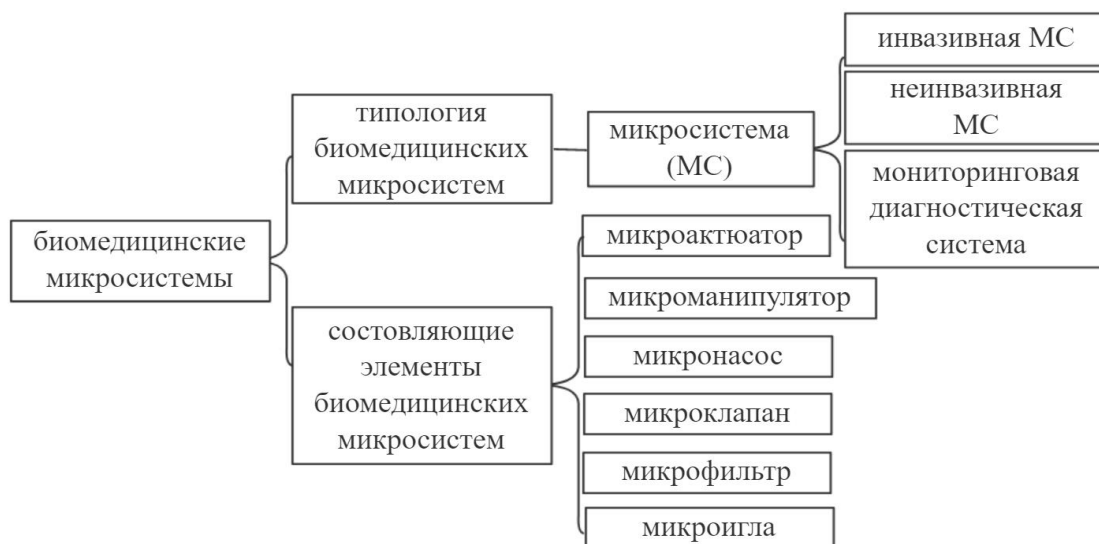 биомедицинские
микросистемы
типология
биомедицинских
микросистем
микросистема
(МС)
инвазивная МС
неинвазивная
МС
мониторинговая
диагностическая
система
состовляющие
элементы
биомедицинских
микросистем
микроактюатор
микроманипулятор
микронасос
микроклапан
микрофильтр
микроигла